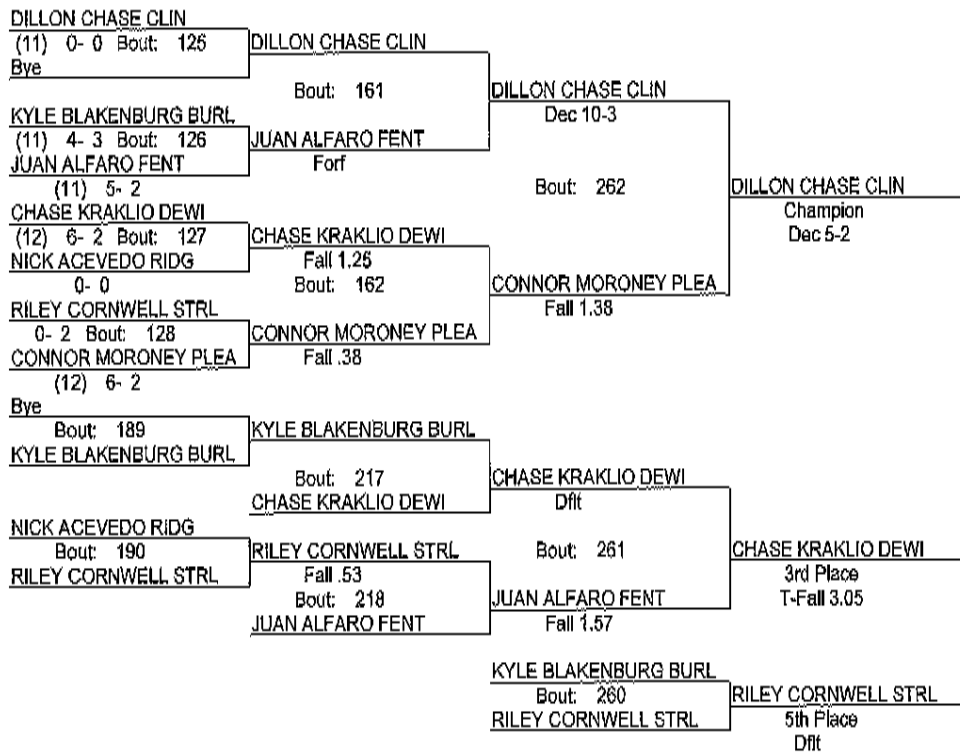 DILLON CHASE CLIN
(11) 0- 0 Bout: 125
Bye
DILLON CHASE CLIN
Bout: 161
KYLE BLAKENBURG BURL
(11) 4- 3 Bout: 126
JUAN ALFARO FENT
(11) 5- 2
JUAN ALFARO FENT
Forf
DILLON CHASE CLIN
Dec 10-3
Bout: 262
CHASE KRAKLIO DEWI
(12) 6- 2 Bout: 127
NICK ACEVEDO RIDG
0- 0
CHASE KRAKLIO DEWI
Fall 1.25
Bout: 162
RILEY CORNWELL STRL
0- 2 Bout: 128
CONNOR MORONEY PLEA
(12) 6- 2
CONNOR MORONEY PLEA
Fall .38
CONNOR MORONEY PLEA
Fall 1.38
DILLON CHASE CLIN
Champion
Dec 5-2
Bye
Bout: 189
KYLE BLAKENBURG BURL
KYLE BLAKENBURG BURL
Bout: 217
CHASE KRAKLIO DEWI
CHASE KRAKLIO DEWI
Dflt
Bout: 261
NICK ACEVEDO RIDG
Bout: 190
RILEY CORNWELL STRL
RILEY CORNWELL STRL
Fall .53
Bout: 218
JUAN ALFARO FENT
JUAN ALFARO FENT
Fall 1.57
CHASE KRAKLIO DEWI
3rd Place
T-Fall 3.05
KYLE BLAKENBURG BURL
Bout: 260
RILEY CORNWELL STRL
RILEY CORNWELL STRL
5th Place
Dflt